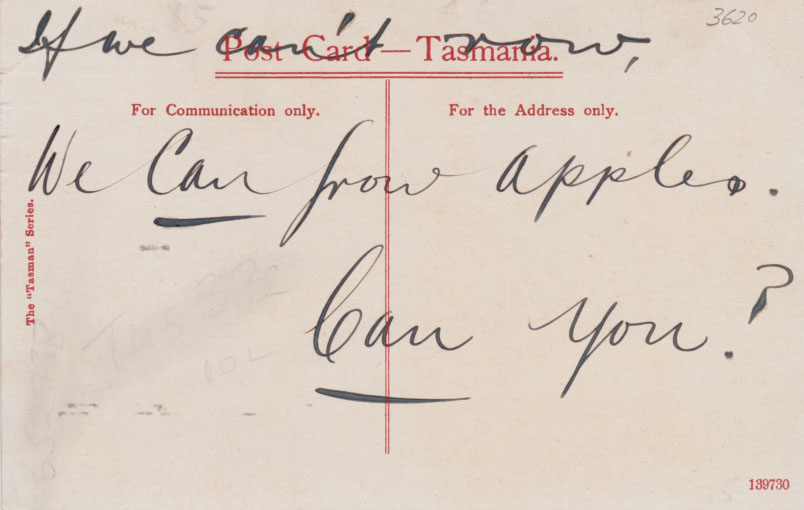 3620
If we can't row,
Post Card — Tasmania.
For Communication only.
For the Address only.
We Can grow apples.
The "Tasman" Series.
Can You?
139730